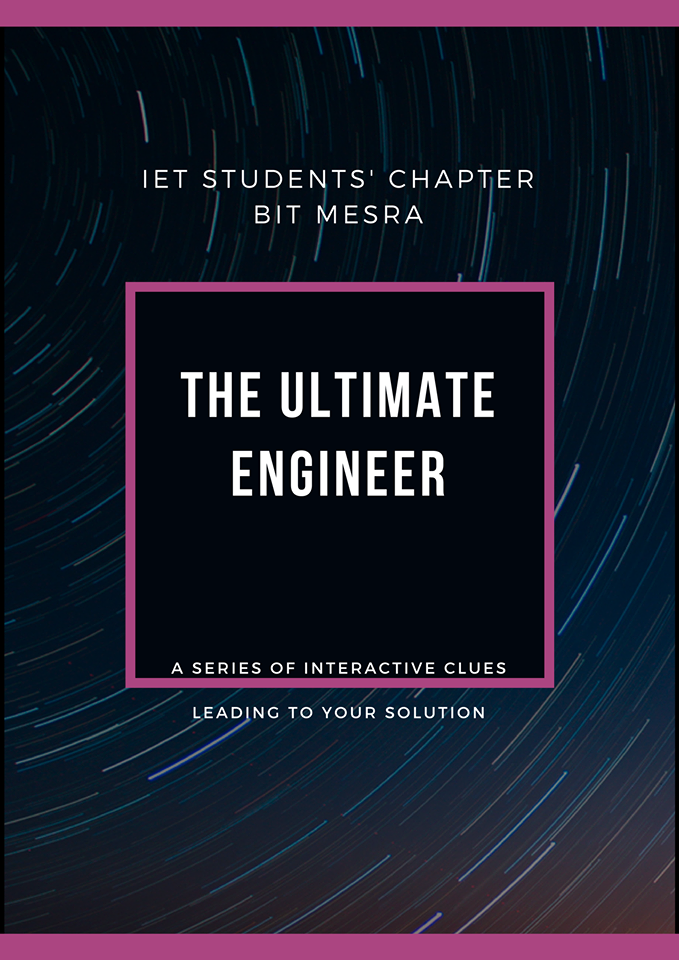 IET STUDENTS' CHAPTER
BIT MESRA
THE ULTIMATE
ENGINEER
A SERIES OF INTERACTIVE CLUES
LEADING TO YOUR SOLUTION